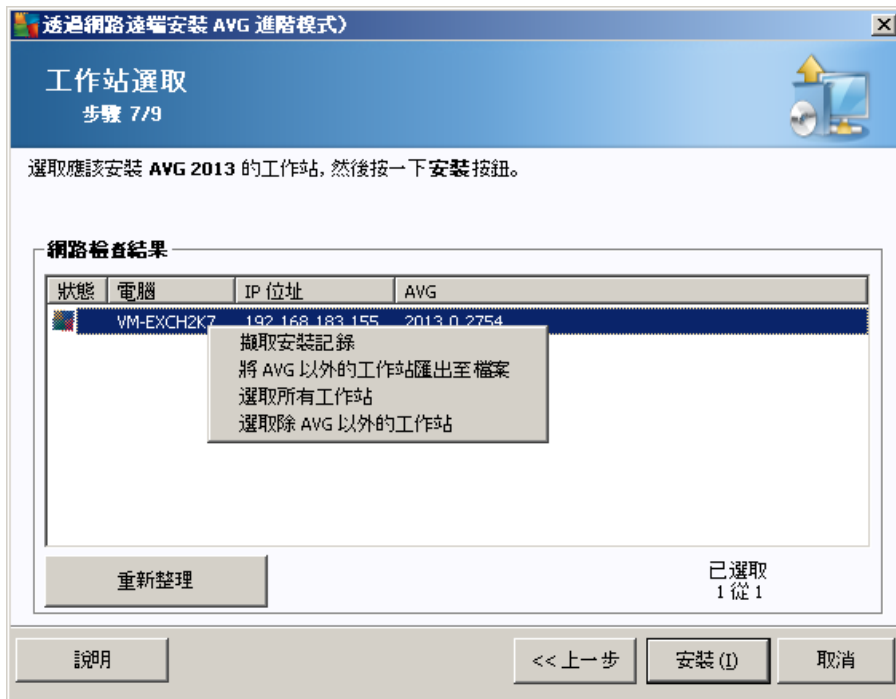 透過網路遠端安裝 AVG 進階模式）
工作站選取
步驟 7/9
選取應該安裝 AVG 2013 的工作站, 然後按一下安裝按鈕。
網路檢查結果
狀態 電腦 IP 位址 AVG
VM-EXCH2K7 192.168.183.155 2013.0.2754
擷取安裝記錄
將 AVG 以外的工作站匯出至檔案
選取所有工作站
選取除 AVG 以外的工作站
重新整理
已選取
1 從 1
說明 << 上一步 安裝 (I) 取消